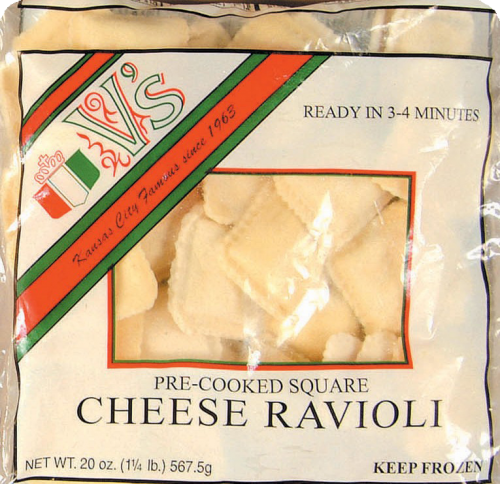 V's
Kansas City Famous since 1963
READY IN 3-4 MINUTES
PRE-COOKED SQUARE
CHEESE RAVIOLI
NET WT. 20 oz. (1¼ lb.) 567.5g
KEEP FROZEN